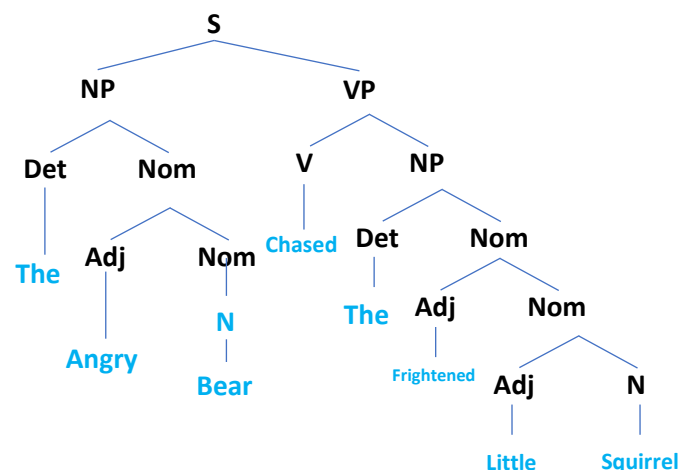 S
NP VP
Det Nom V NP
The Adj Nom Chased Det Nom
Angry N The Adj Nom
Bear Frightened Adj N
Little Squirrel